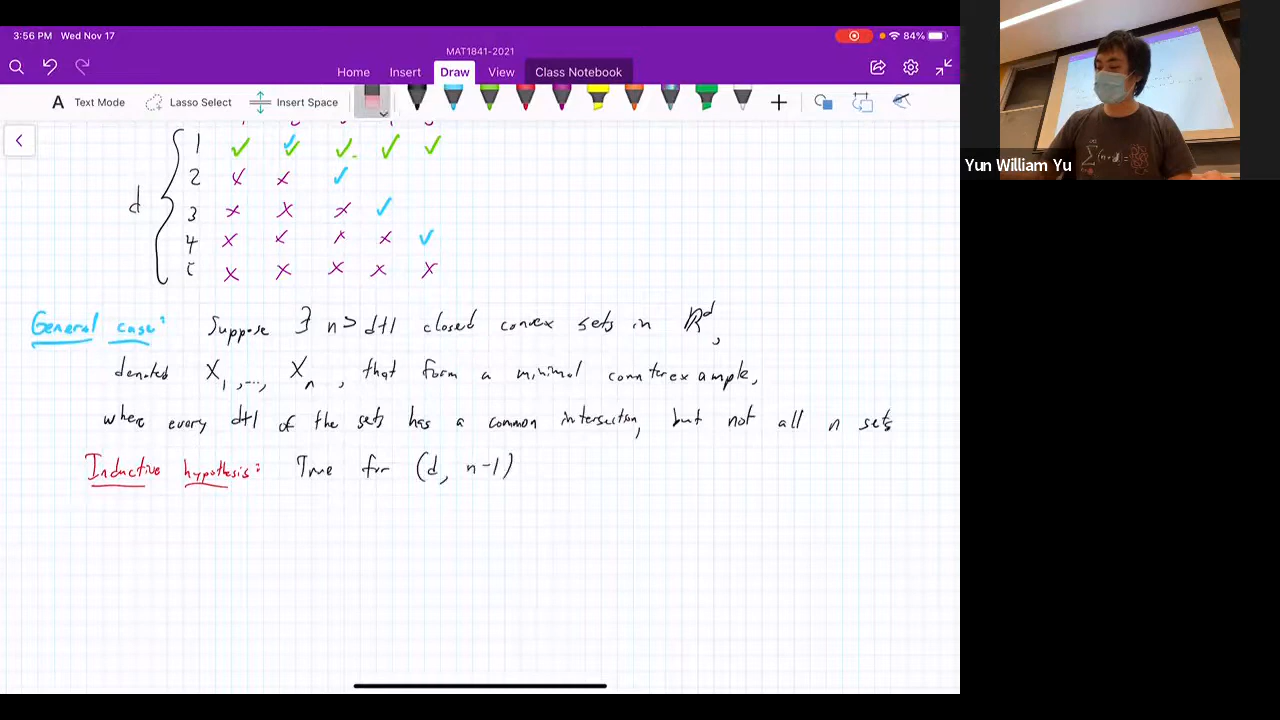 3:56 PM Wed Nov 17
84%
MAT1841-2021
Home Insert Draw View Class Notebook
A Text Mode Lasso Select Insert Space
d
1 ✓ ✓ ✓ ✓ ✓
2 x x ✓
3 x x x ✓
4 x x x x ✓
x x x x x
General case: Suppose ∃ n > d+1 closed convex sets in ℝ^d,
denoted X_1, ..., X_n, that form a minimal counterexample,
where every d+1 of the sets has a common intersection, but not all n sets
Inductive hypothesis: True for (d, n-1)
Yun William Yu